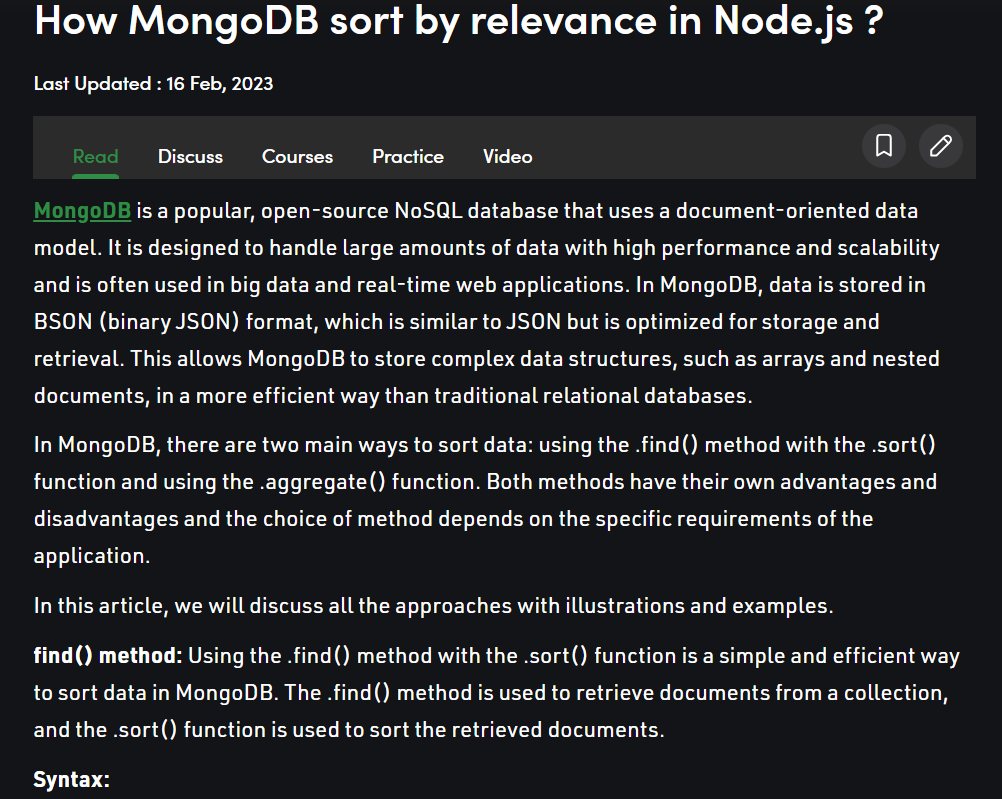 How MongoDB sort by relevance in Node.js ?
Last Updated : 16 Feb, 2023
Read Discuss Courses Practice Video
MongoDB is a popular, open-source NoSQL database that uses a document-oriented data
model. It is designed to handle large amounts of data with high performance and scalability
and is often used in big data and real-time web applications. In MongoDB, data is stored in
BSON (binary JSON) format, which is similar to JSON but is optimized for storage and
retrieval. This allows MongoDB to store complex data structures, such as arrays and nested
documents, in a more efficient way than traditional relational databases.
In MongoDB, there are two main ways to sort data: using the .find() method with the .sort()
function and using the .aggregate() function. Both methods have their own advantages and
disadvantages and the choice of method depends on the specific requirements of the
application.
In this article, we will discuss all the approaches with illustrations and examples.
find() method: Using the .find() method with the .sort() function is a simple and efficient way
to sort data in MongoDB. The .find() method is used to retrieve documents from a collection,
and the .sort() function is used to sort the retrieved documents.
Syntax: